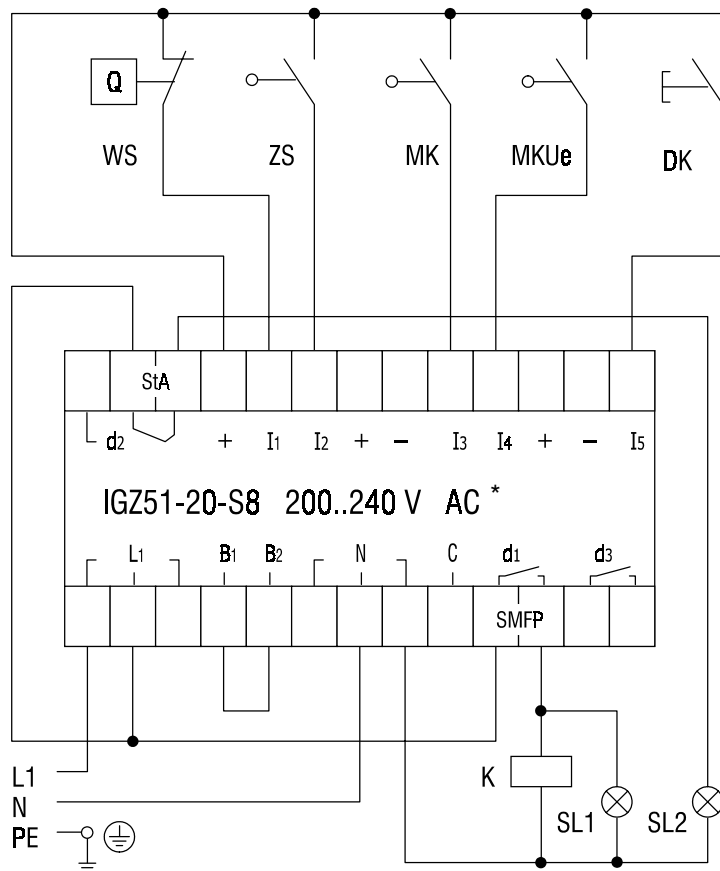 Q
WS ZS MK MKUe DK
StA
d2 + I1 I2 + – I3 I4 + – I5
IGZ51-20-S8 200..240 V AC *
L1 B1 B2 N C d1 d3
SMFP
L1
N
PE
K
SL1 SL2